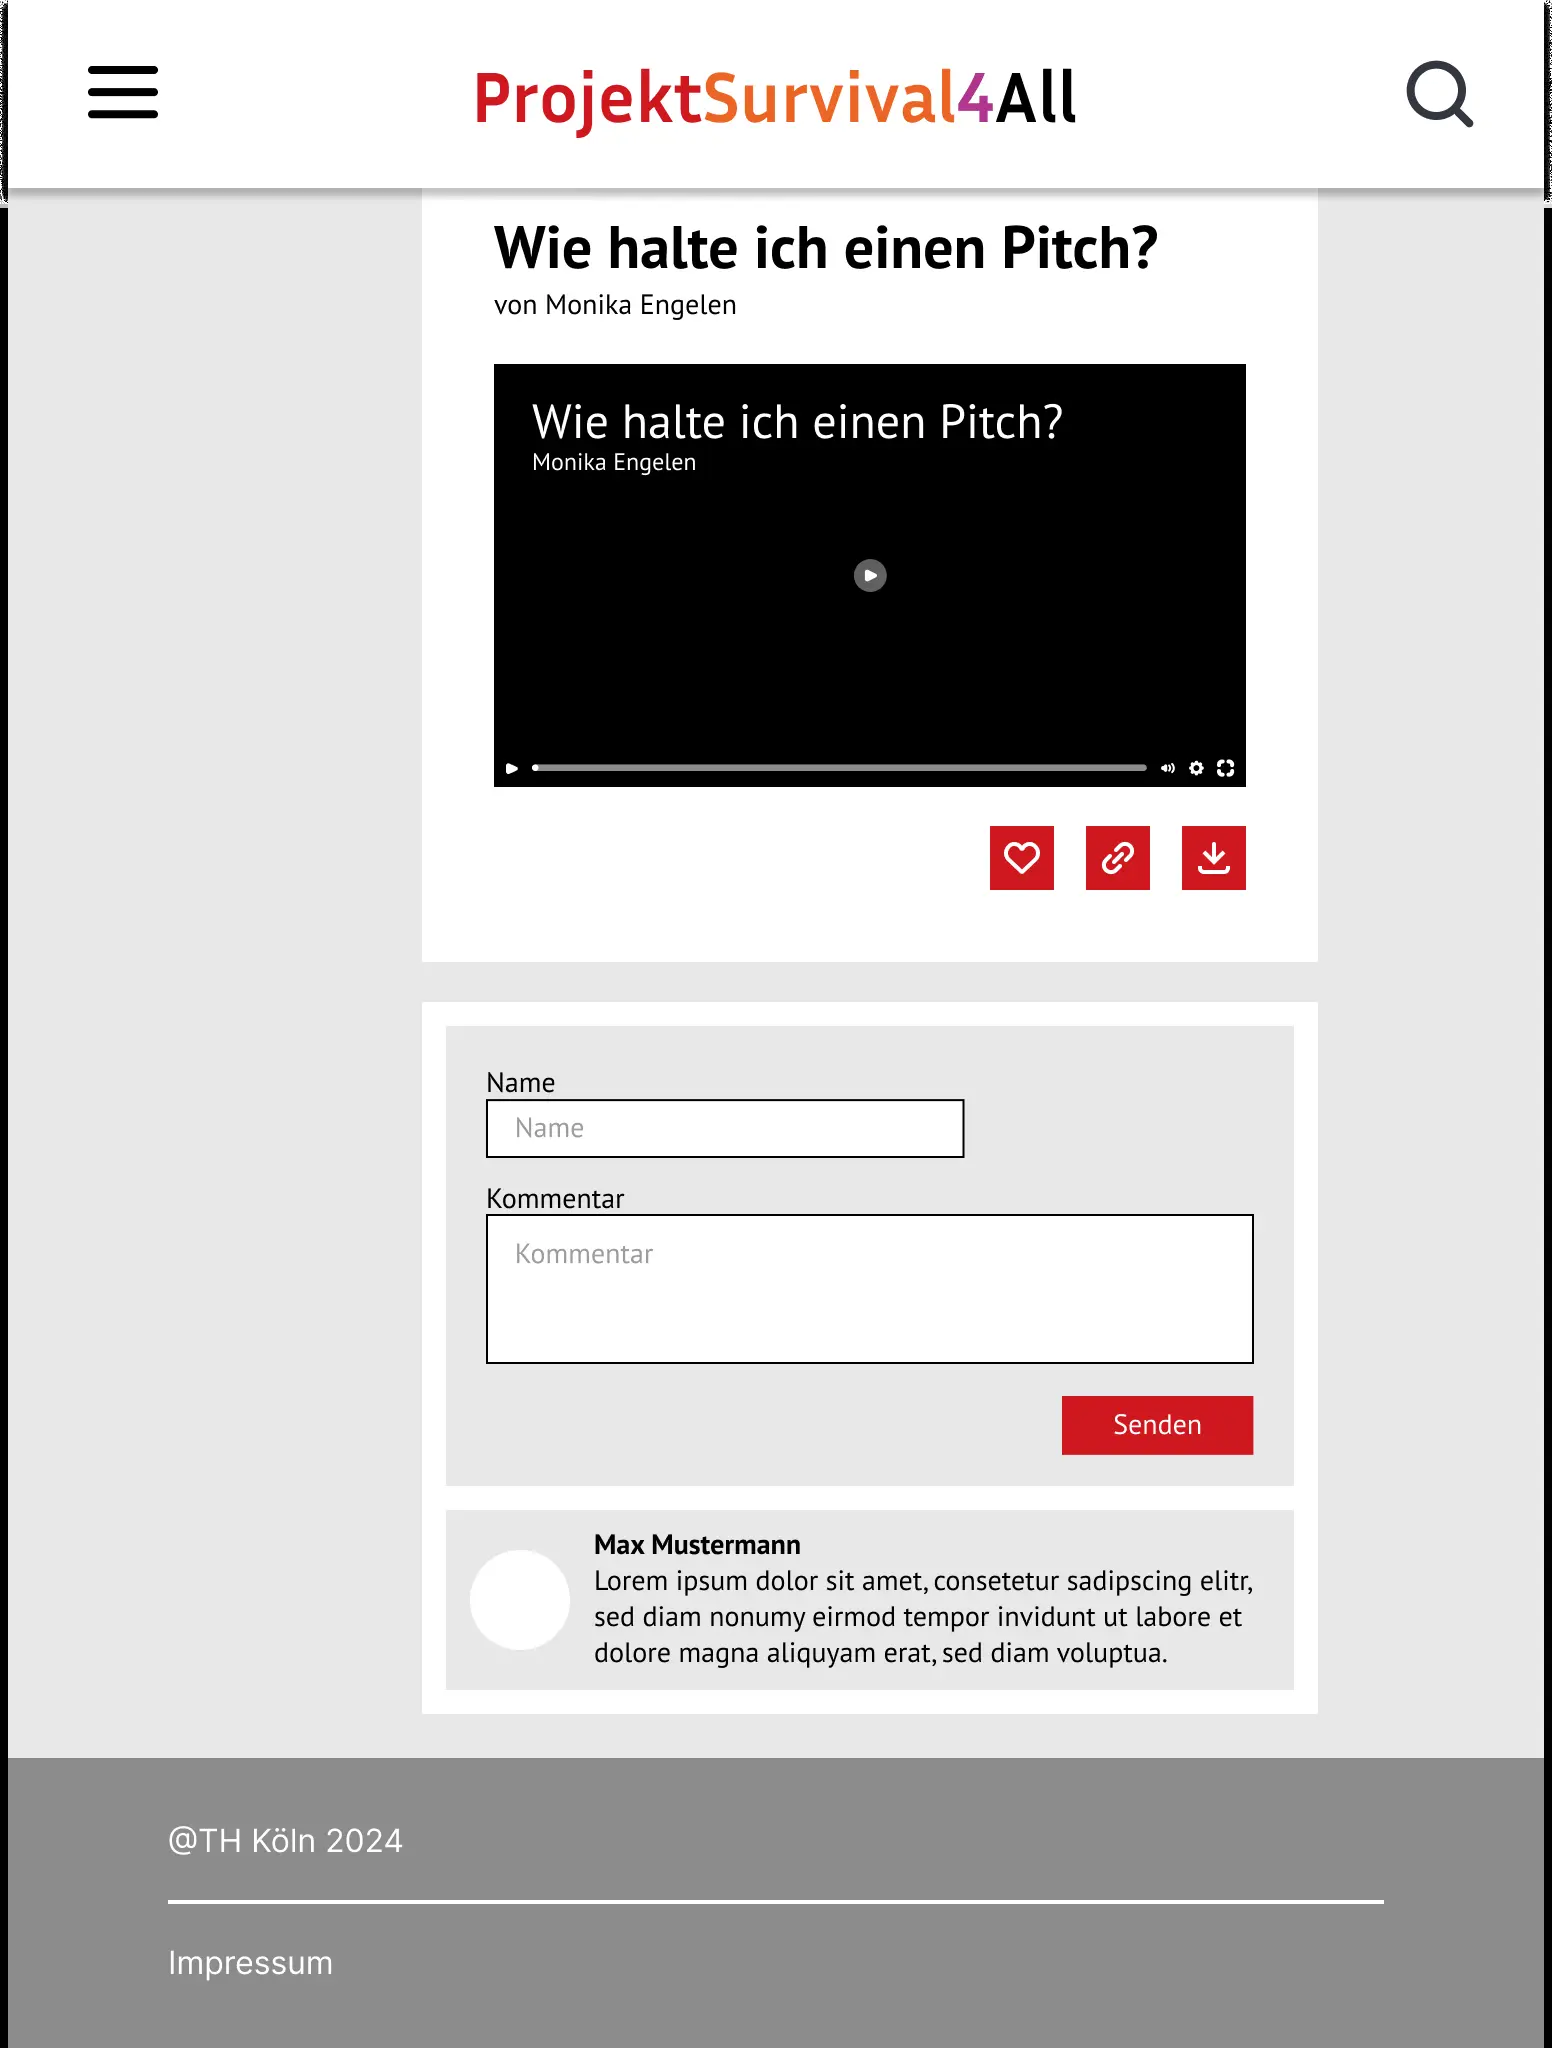 ProjektSurvival4All
Wie halte ich einen Pitch?
von Monika Engelen
Wie halte ich einen Pitch?
Monika Engelen
Name
Name
Kommentar
Kommentar
Senden
Max Mustermann
Lorem ipsum dolor sit amet, consetetur sadipscing elitr,
sed diam nonumy eirmod tempor invidunt ut labore et
dolore magna aliquyam erat, sed diam voluptua.
@TH Köln 2024
Impressum